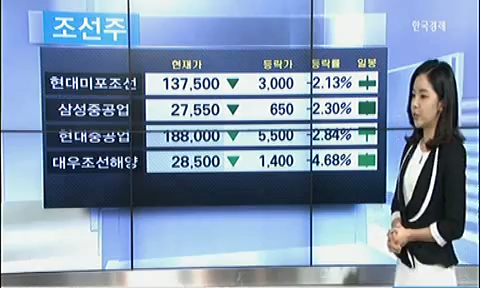 조선주
한국경제
현재가 등락가 등락률 일봉
현대미포조선 137,500 ▼ 3,000 -2.13%
삼성중공업 27,550 ▼ 650 -2.30%
현대중공업 188,000 ▼ 5,500 -2.84%
대우조선해양 28,500 ▼ 1,400 -4.68%